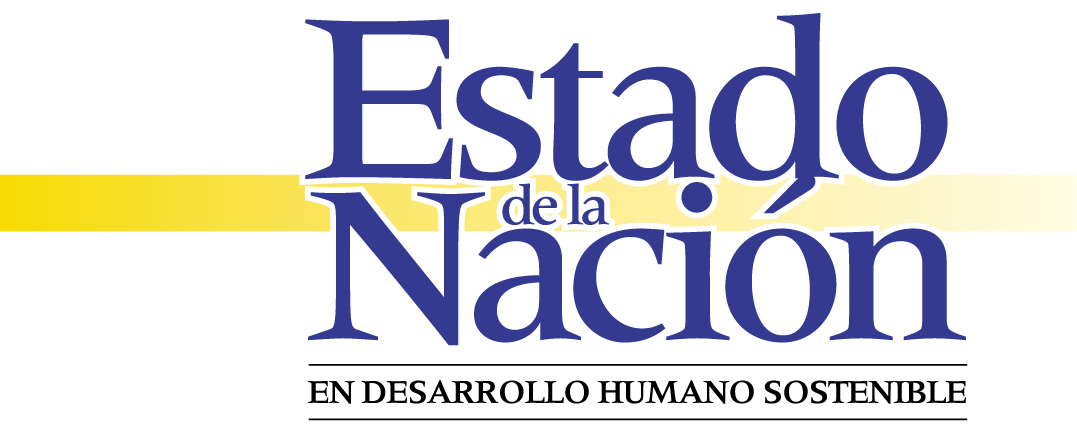 Estado
de la
Nación
EN DESARROLLO HUMANO SOSTENIBLE